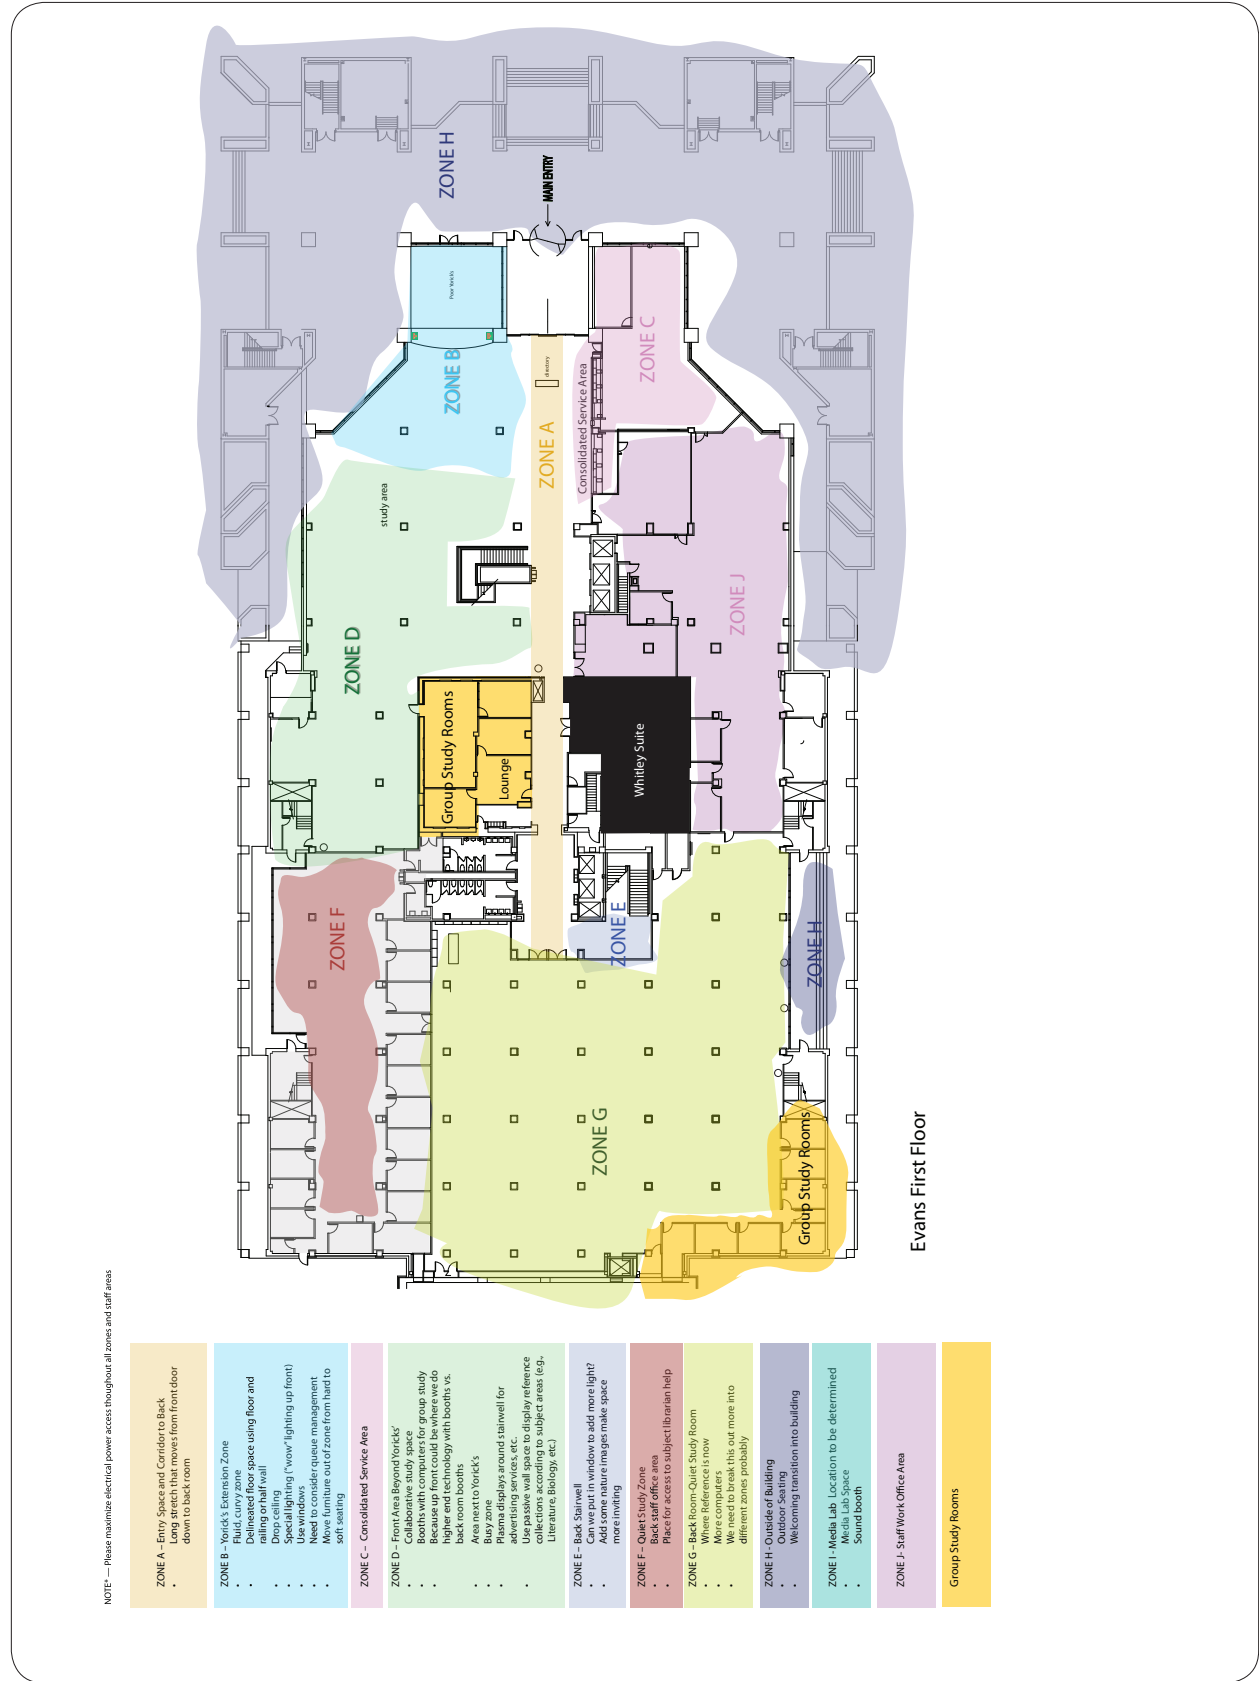 NOTE* — Please maximize electrical power access thoughout all zones and staff areas
ZONE A – Entry Space and Corridor to Back
• Long stretch that moves from front door
down to back room
ZONE B – Yorick's Extension Zone
• Fluid, curvy zone
• Delineated floor space using floor and
railing or half wall
• Drop ceiling
• Special lighting ("wow" lighting up front)
• Use windows
• Need to consider queue management
• Move furniture out of zone from hard to
soft seating
ZONE C – Consolidated Service Area
ZONE D – Front Area Beyond Yoricks'
• Collaborative study space
• Booths with computers for group study
• Because up front could be where we do
higher end technology with booths vs.
back room booths
• Area next to Yorick's
• Busy zone
• Plasma displays around stairwell for
advertising services, etc.
• Use passive wall space to display reference
collections according to subject areas (e.g.,
Literature, Biology, etc.)
ZONE E – Back Stairwell
• Can we put in window to add more light?
• Add some nature images make space
more inviting
ZONE F – Quiet Study Zone
• Back staff office area
• Place for access to subject librarian help
ZONE G – Back Room-Quiet Study Room
• Where Reference is now
• More computers
• We need to break this out more into
different zones probably
ZONE H - Outside of Building
• Outdoor Seating
• Welcoming transition into building
ZONE I - Media Lab Location to be determined
• Media Lab Space
• Sound booth
ZONE J- Staff Work Office Area
Group Study Rooms
ZONE H
MAIN ENTRY
Poor Yoricks
ZONE B
directory
ZONE A
Consolidated Service Area
ZONE C
study area
ZONE D
ZONE J
Group Study Rooms
Lounge
Whitley Suite
ZONE F
ZONE E
ZONE H
ZONE G
Group Study Rooms
Evans First Floor